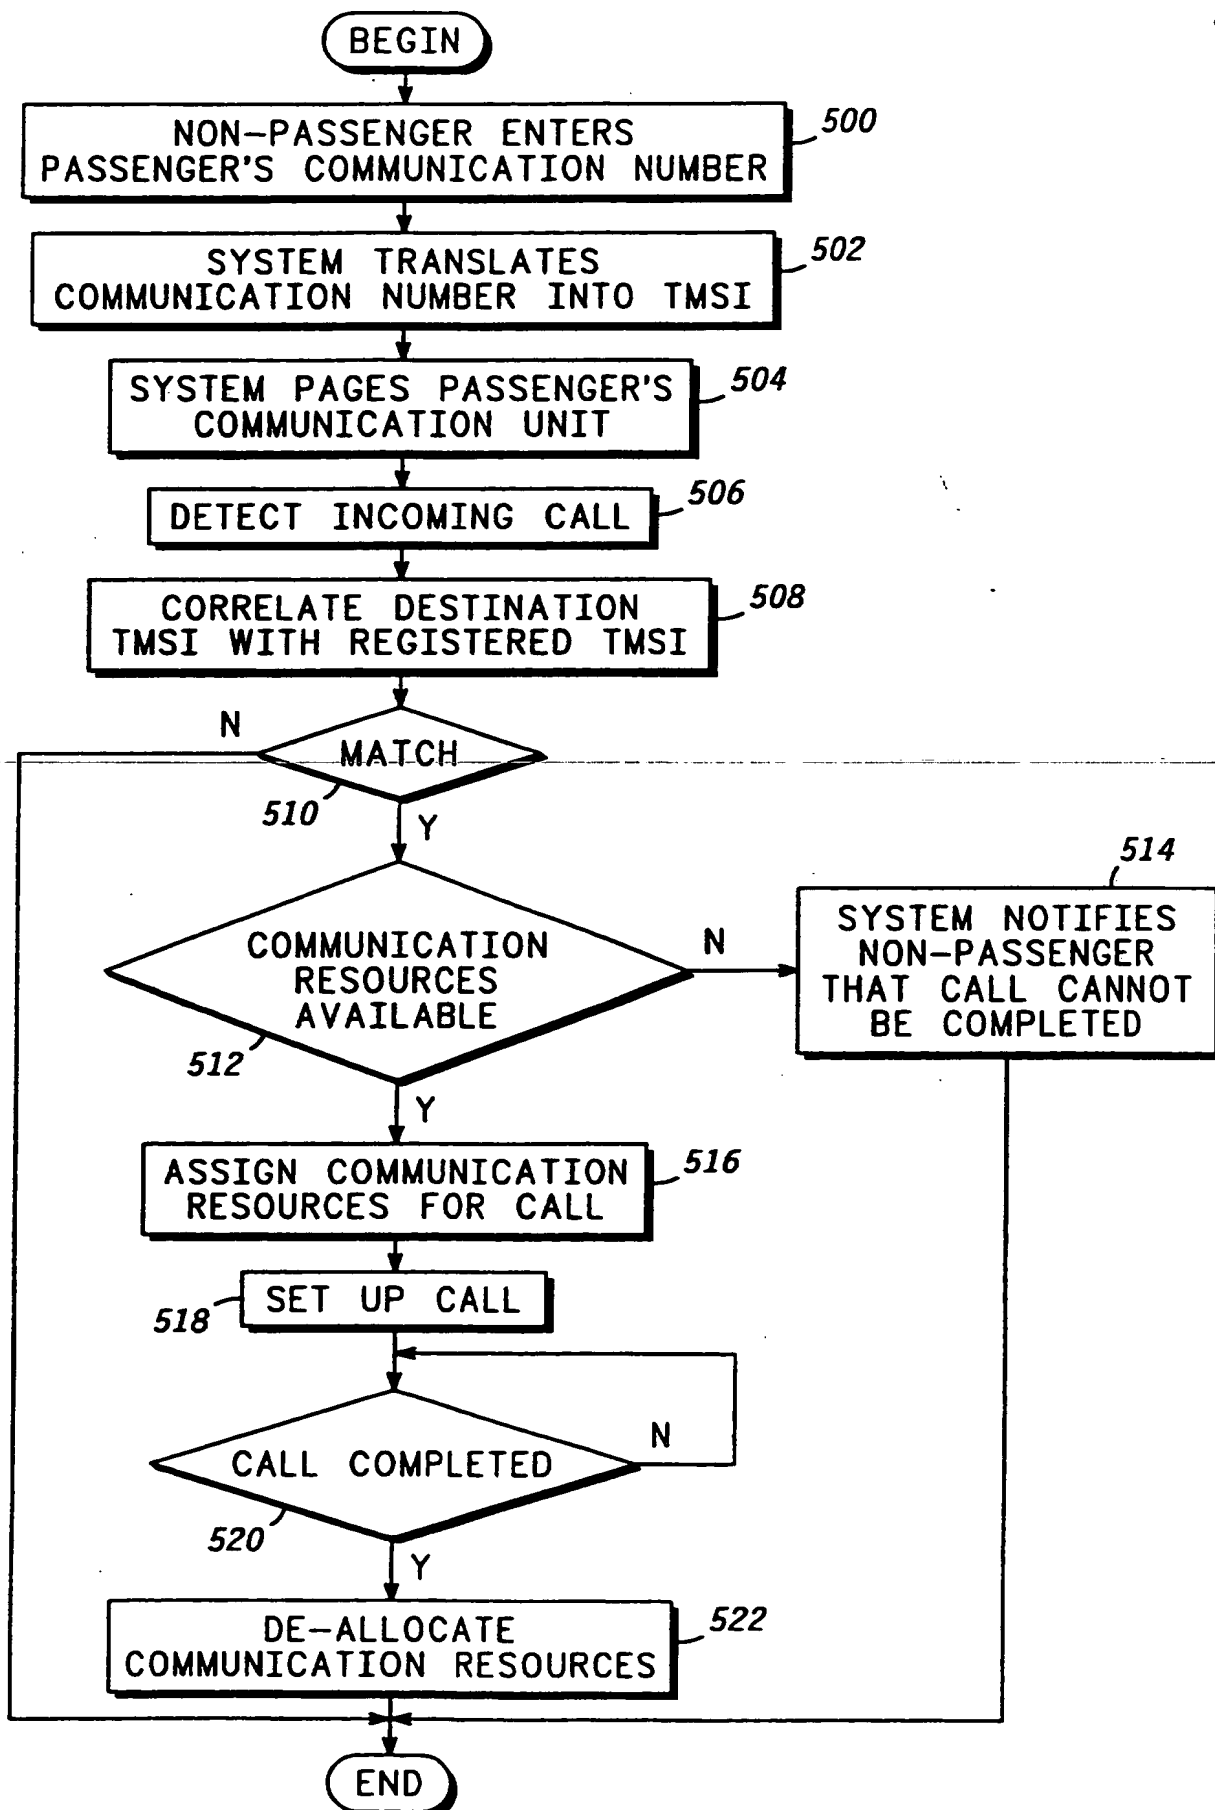 BEGIN
NON-PASSENGER ENTERS
PASSENGER'S COMMUNICATION NUMBER
500
SYSTEM TRANSLATES
COMMUNICATION NUMBER INTO TMSI
502
SYSTEM PAGES PASSENGER'S
COMMUNICATION UNIT
504
DETECT INCOMING CALL
506
CORRELATE DESTINATION
TMSI WITH REGISTERED TMSI
508
N
MATCH
510
Y
COMMUNICATION
RESOURCES
AVAILABLE
512
N
514
SYSTEM NOTIFIES
NON-PASSENGER
THAT CALL CANNOT
BE COMPLETED
Y
ASSIGN COMMUNICATION
RESOURCES FOR CALL
516
SET UP CALL
518
CALL COMPLETED
N
520
Y
DE-ALLOCATE
COMMUNICATION RESOURCES
522
END